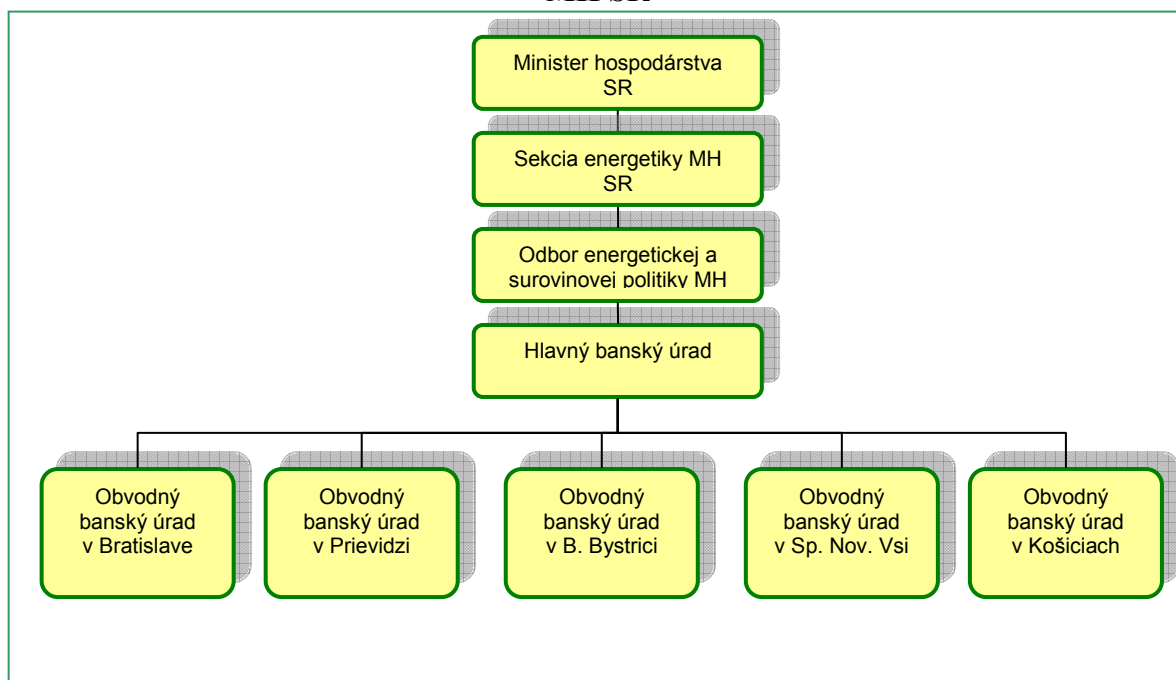 Minister hospodárstva
SR
Sekcia energetiky MH
SR
Odbor energetickej a
surovinovej politiky MH
Hlavný banský úrad
Obvodný
banský úrad
v Bratislave
Obvodný
banský úrad
v Prievidzi
Obvodný
banský úrad
v B. Bystrici
Obvodný
banský úrad
v Sp. Nov. Vsi
Obvodný
banský úrad
v Košiciach